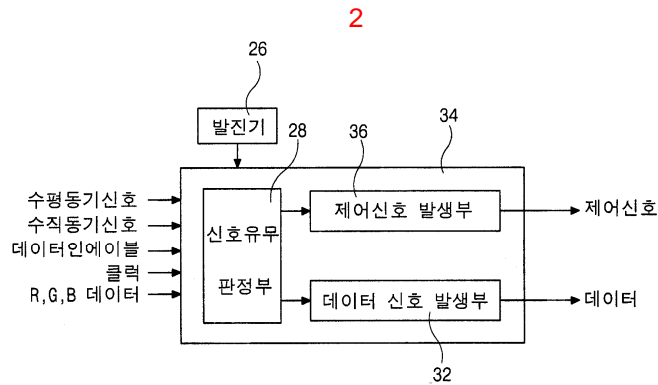 2
26
발진기
28
36
34
수평동기신호
수직동기신호
데이터인에이블
클럭
R,G,B 데이터
신호유무
판정부
제어신호 발생부
제어신호
데이터 신호 발생부
데이터
32